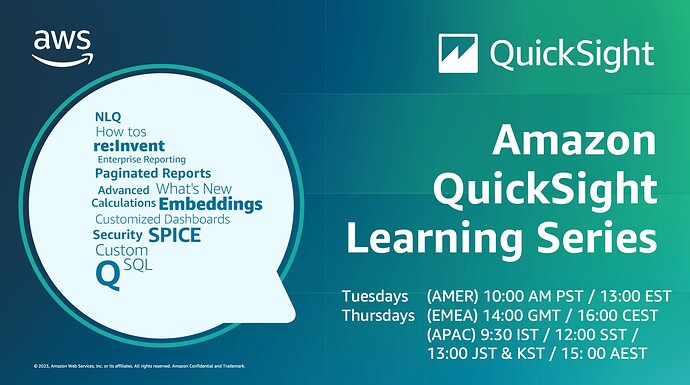 aws
QuickSight
NLQ
How tos
re:Invent
Enterprise Reporting
Paginated Reports
Advanced What's New
Calculations Embeddings
Customized Dashboards
Security SPICE
Custom
Q SQL
Amazon
QuickSight
Learning Series
Tuesdays (AMER) 10:00 AM PST / 13:00 EST
Thursdays (EMEA) 14:00 GMT / 16:00 CEST
(APAC) 9:30 IST / 12:00 SST /
13:00 JST & KST / 15: 00 AEST
© 2023, Amazon Web Services, Inc. or its affiliates. All rights reserved. Amazon Confidential and Trademark.